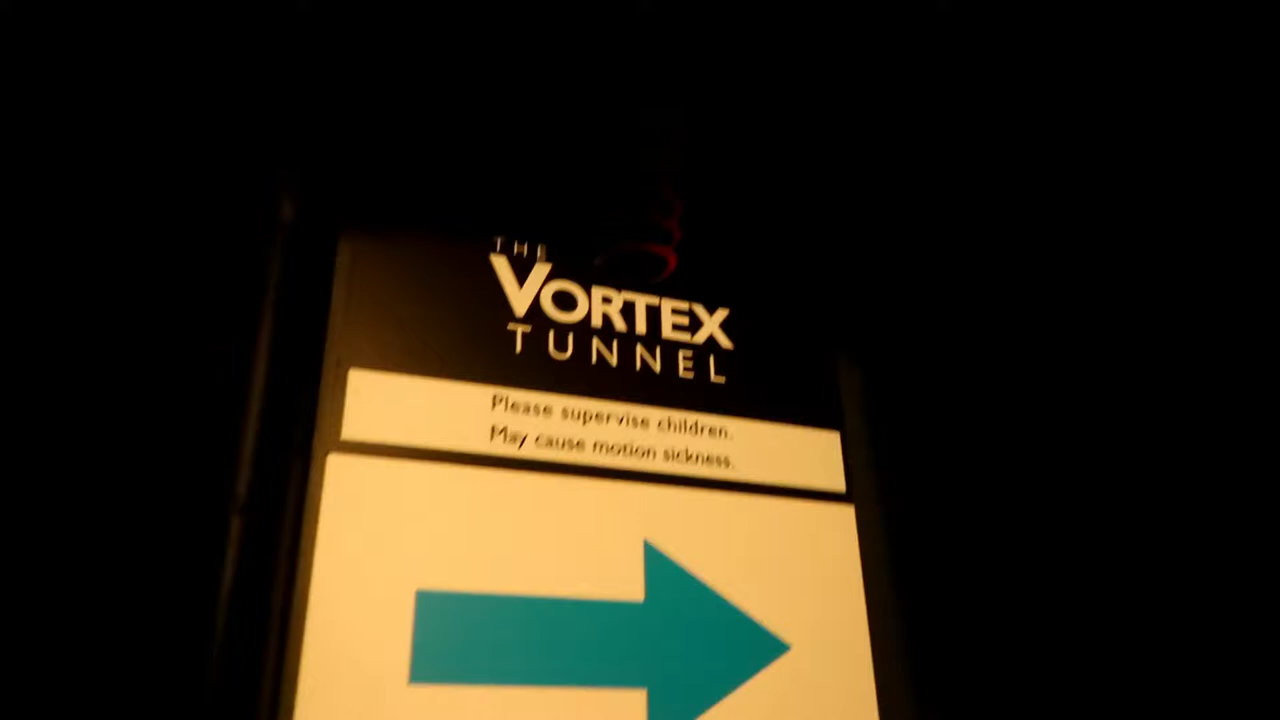 THE
VORTEX
TUNNEL
Please supervise children.
May cause motion sickness.